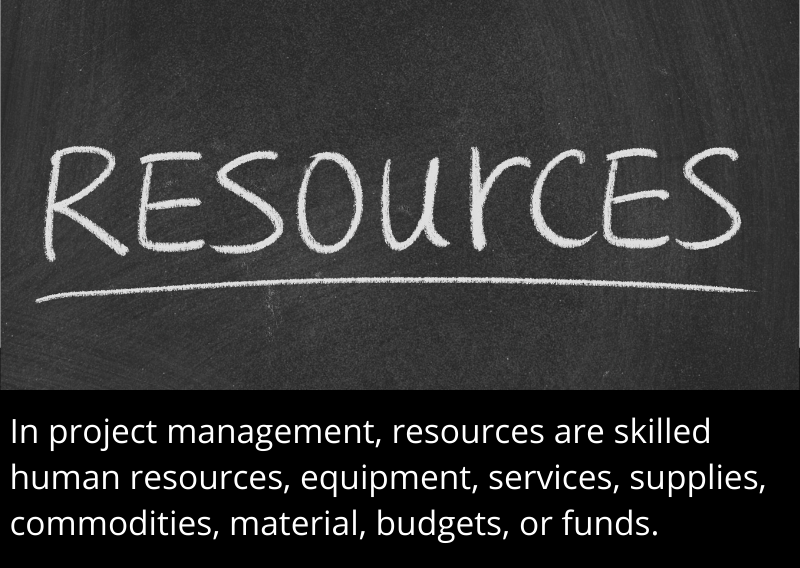 RESOurCES
In project management, resources are skilled
human resources, equipment, services, supplies,
commodities, material, budgets, or funds.